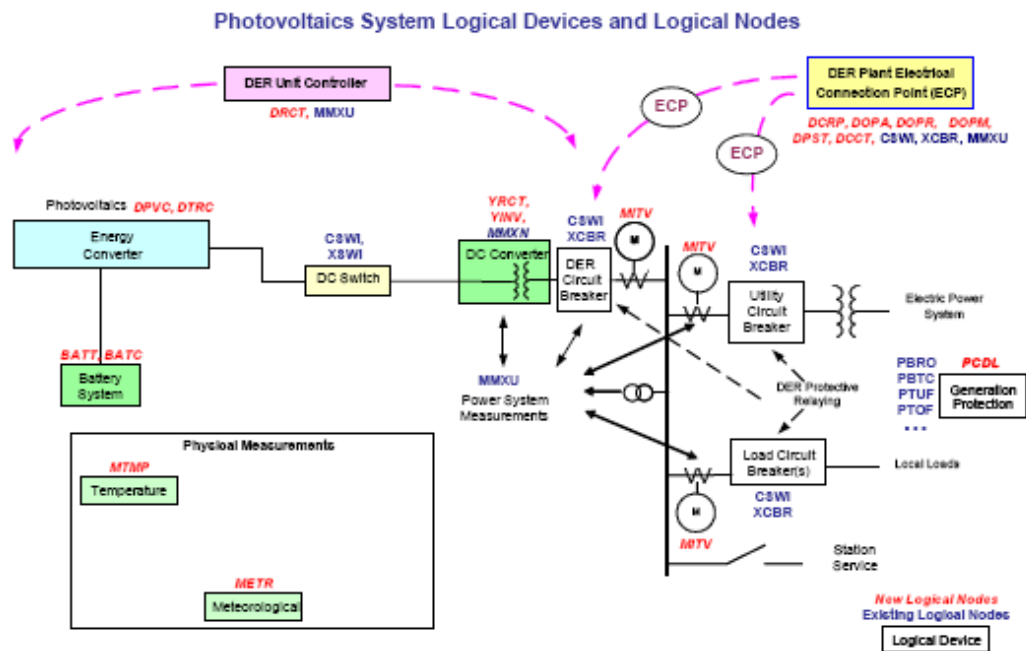 Photovoltaics System Logical Devices and Logical Nodes
DER Unit Controller
DRCT, MMXU
ECP
DER Plant Electrical
Connection Point (ECP)
DCRP, DOPA, DOPR, DOPM,
DPST, DCCT, CSWI, XCBR, MMXU
ECP
Photovoltaics DPVC, DTRC
Energy
Converter
CSWI,
XSWI
DC Switch
YRCT,
YINV,
MMXN
DC Converter
CSWI
XCBR
DER
Circuit
Breaker
MITV
M
MITV
M
CSWI
XCBR
Utility
Circuit
Breaker
Electric Power
System
BATT, BATC
Battery
System
MMXU
Power System
Measurements
DER Protective
Relaying
PBRO
PBTC
PTUF
PTOF
...
PCDL
Generation
Protection
Physical Measurements
MTMP
Temperature
METR
Meteorological
Load Circuit
Breaker(s)
CSWI
XCBR
Local Loads
M
MITV
Station
Service
New Logical Nodes
Existing Logical Nodes
Logical Device